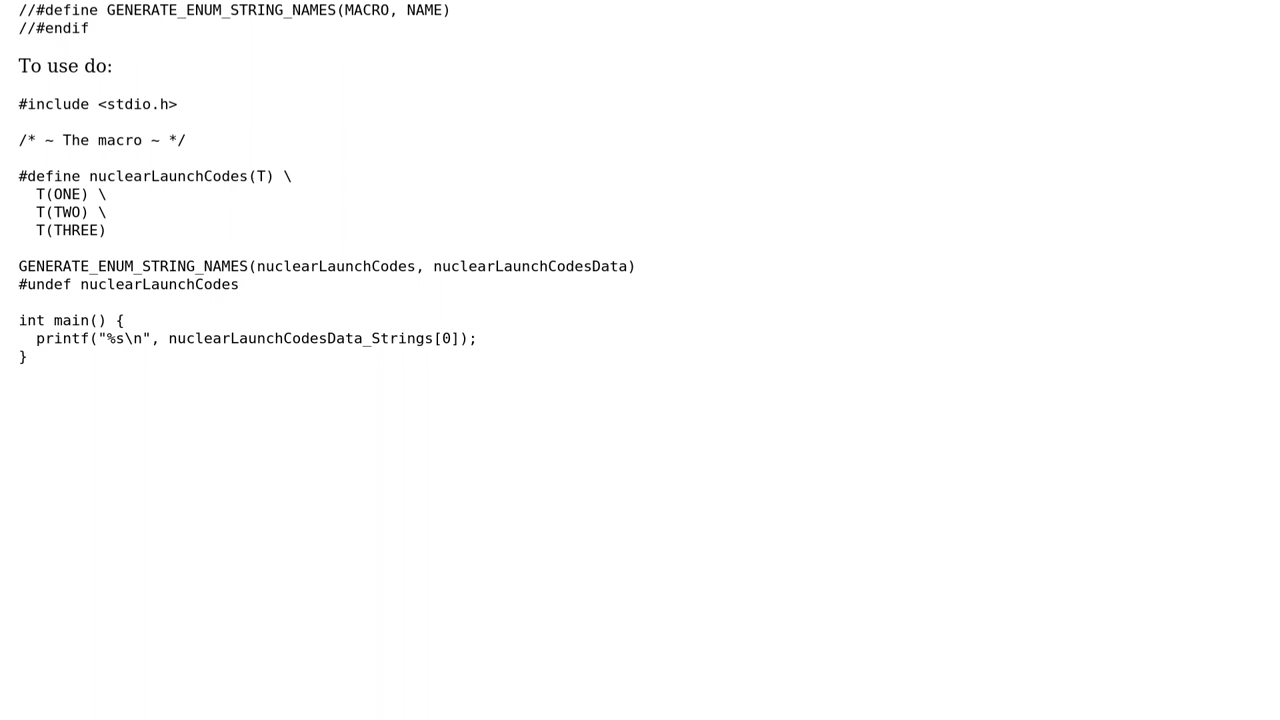 //#define GENERATE_ENUM_STRING_NAMES(MACRO, NAME)
//#endif
To use do:
#include <stdio.h>
/* ~ The macro ~ */
#define nuclearLaunchCodes(T) \
  T(ONE) \
  T(TWO) \
  T(THREE)
GENERATE_ENUM_STRING_NAMES(nuclearLaunchCodes, nuclearLaunchCodesData)
#undef nuclearLaunchCodes
int main() {
  printf("%s\n", nuclearLaunchCodesData_Strings[0]);
}